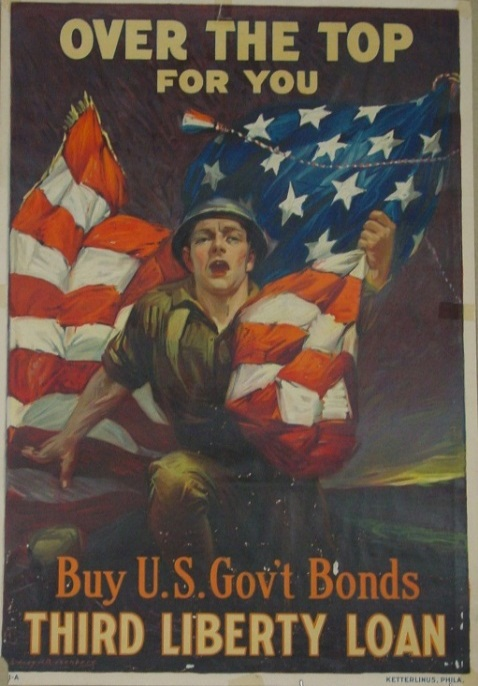 OVER THE TOP
FOR YOU
Buy U.S. Gov't Bonds
THIRD LIBERTY LOAN
KETTERLINUS, PHILA.